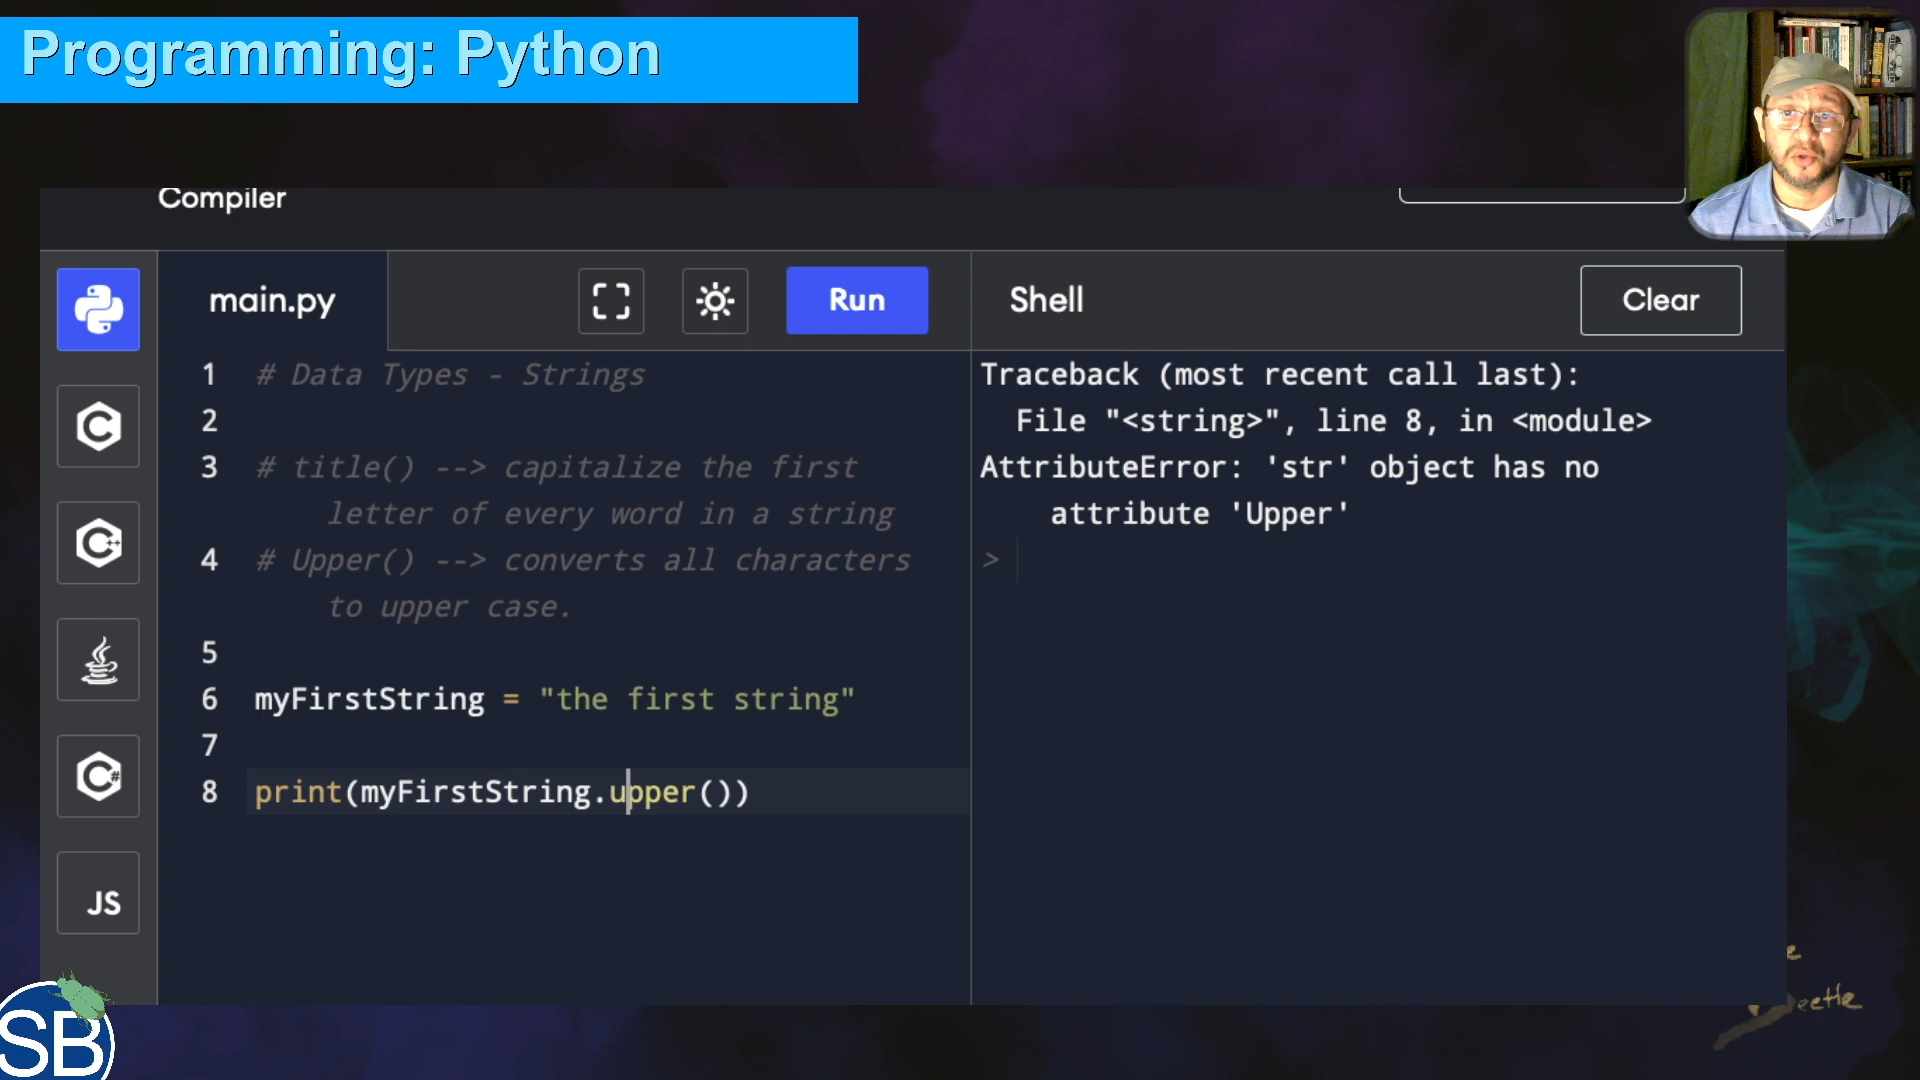 Programming: Python
Compiler
main.py
Run
Shell
Clear
1 # Data Types - Strings
2
3 # title() --> capitalize the first
letter of every word in a string
4 # Upper() --> converts all characters
to upper case.
5
6 myFirstString = "the first string"
7
8 print(myFirstString.upper())
Traceback (most recent call last):
File "<string>", line 8, in <module>
AttributeError: 'str' object has no
attribute 'Upper'
>
C
C++
C#
JS
SB
Beetle